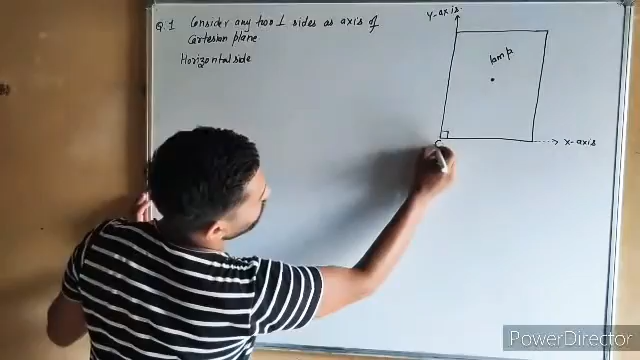 Q.1 Consider any two ⊥ sides as axis of
Cartesian plane
Horizontal side
Y-axis
lamp
X-axis
PowerDirector